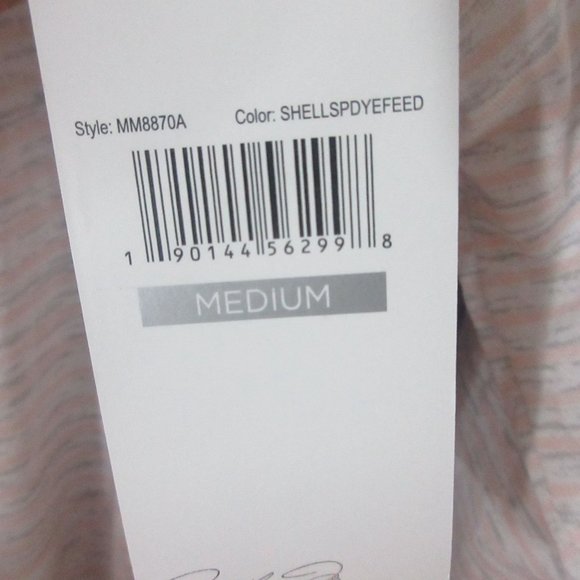 Style: MM8870A Color: SHELLSPDYEFEED
1 90144 56299 8
MEDIUM